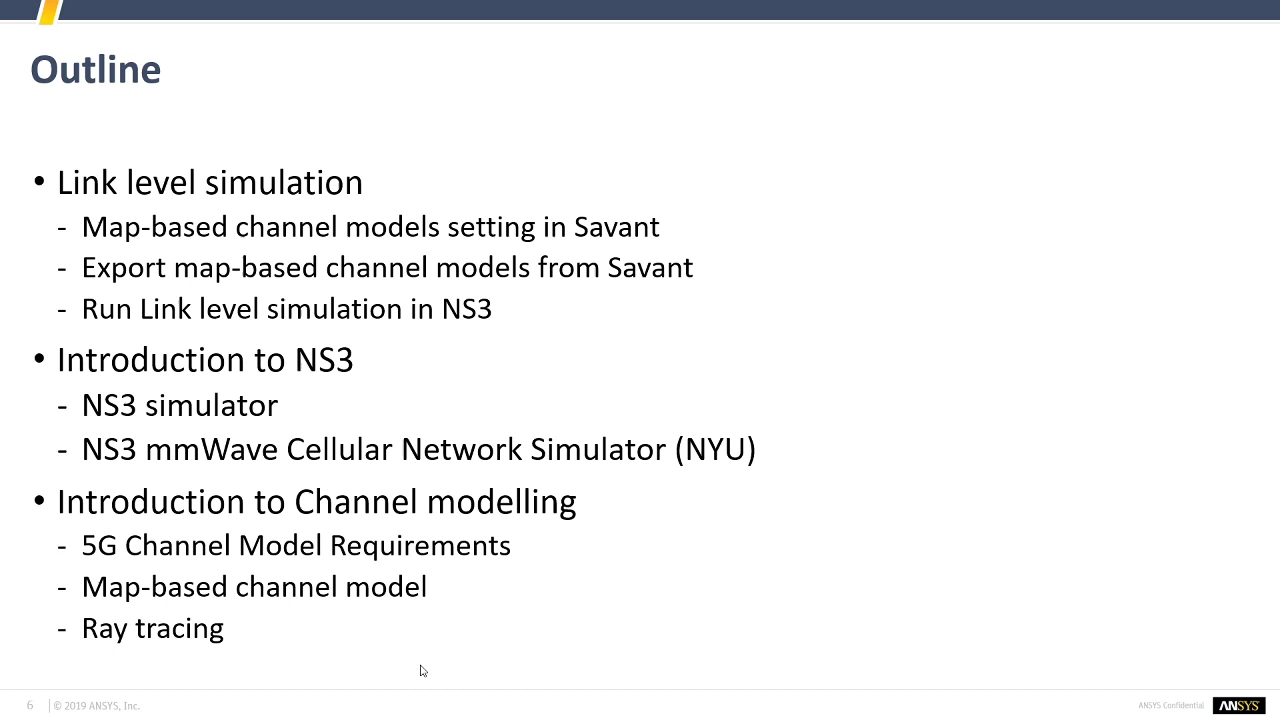 Outline
• Link level simulation
- Map-based channel models setting in Savant
- Export map-based channel models from Savant
- Run Link level simulation in NS3
• Introduction to NS3
- NS3 simulator
- NS3 mmWave Cellular Network Simulator (NYU)
• Introduction to Channel modelling
- 5G Channel Model Requirements
- Map-based channel model
- Ray tracing
6 © 2019 ANSYS, Inc. ANSYS Confidential ANSYS